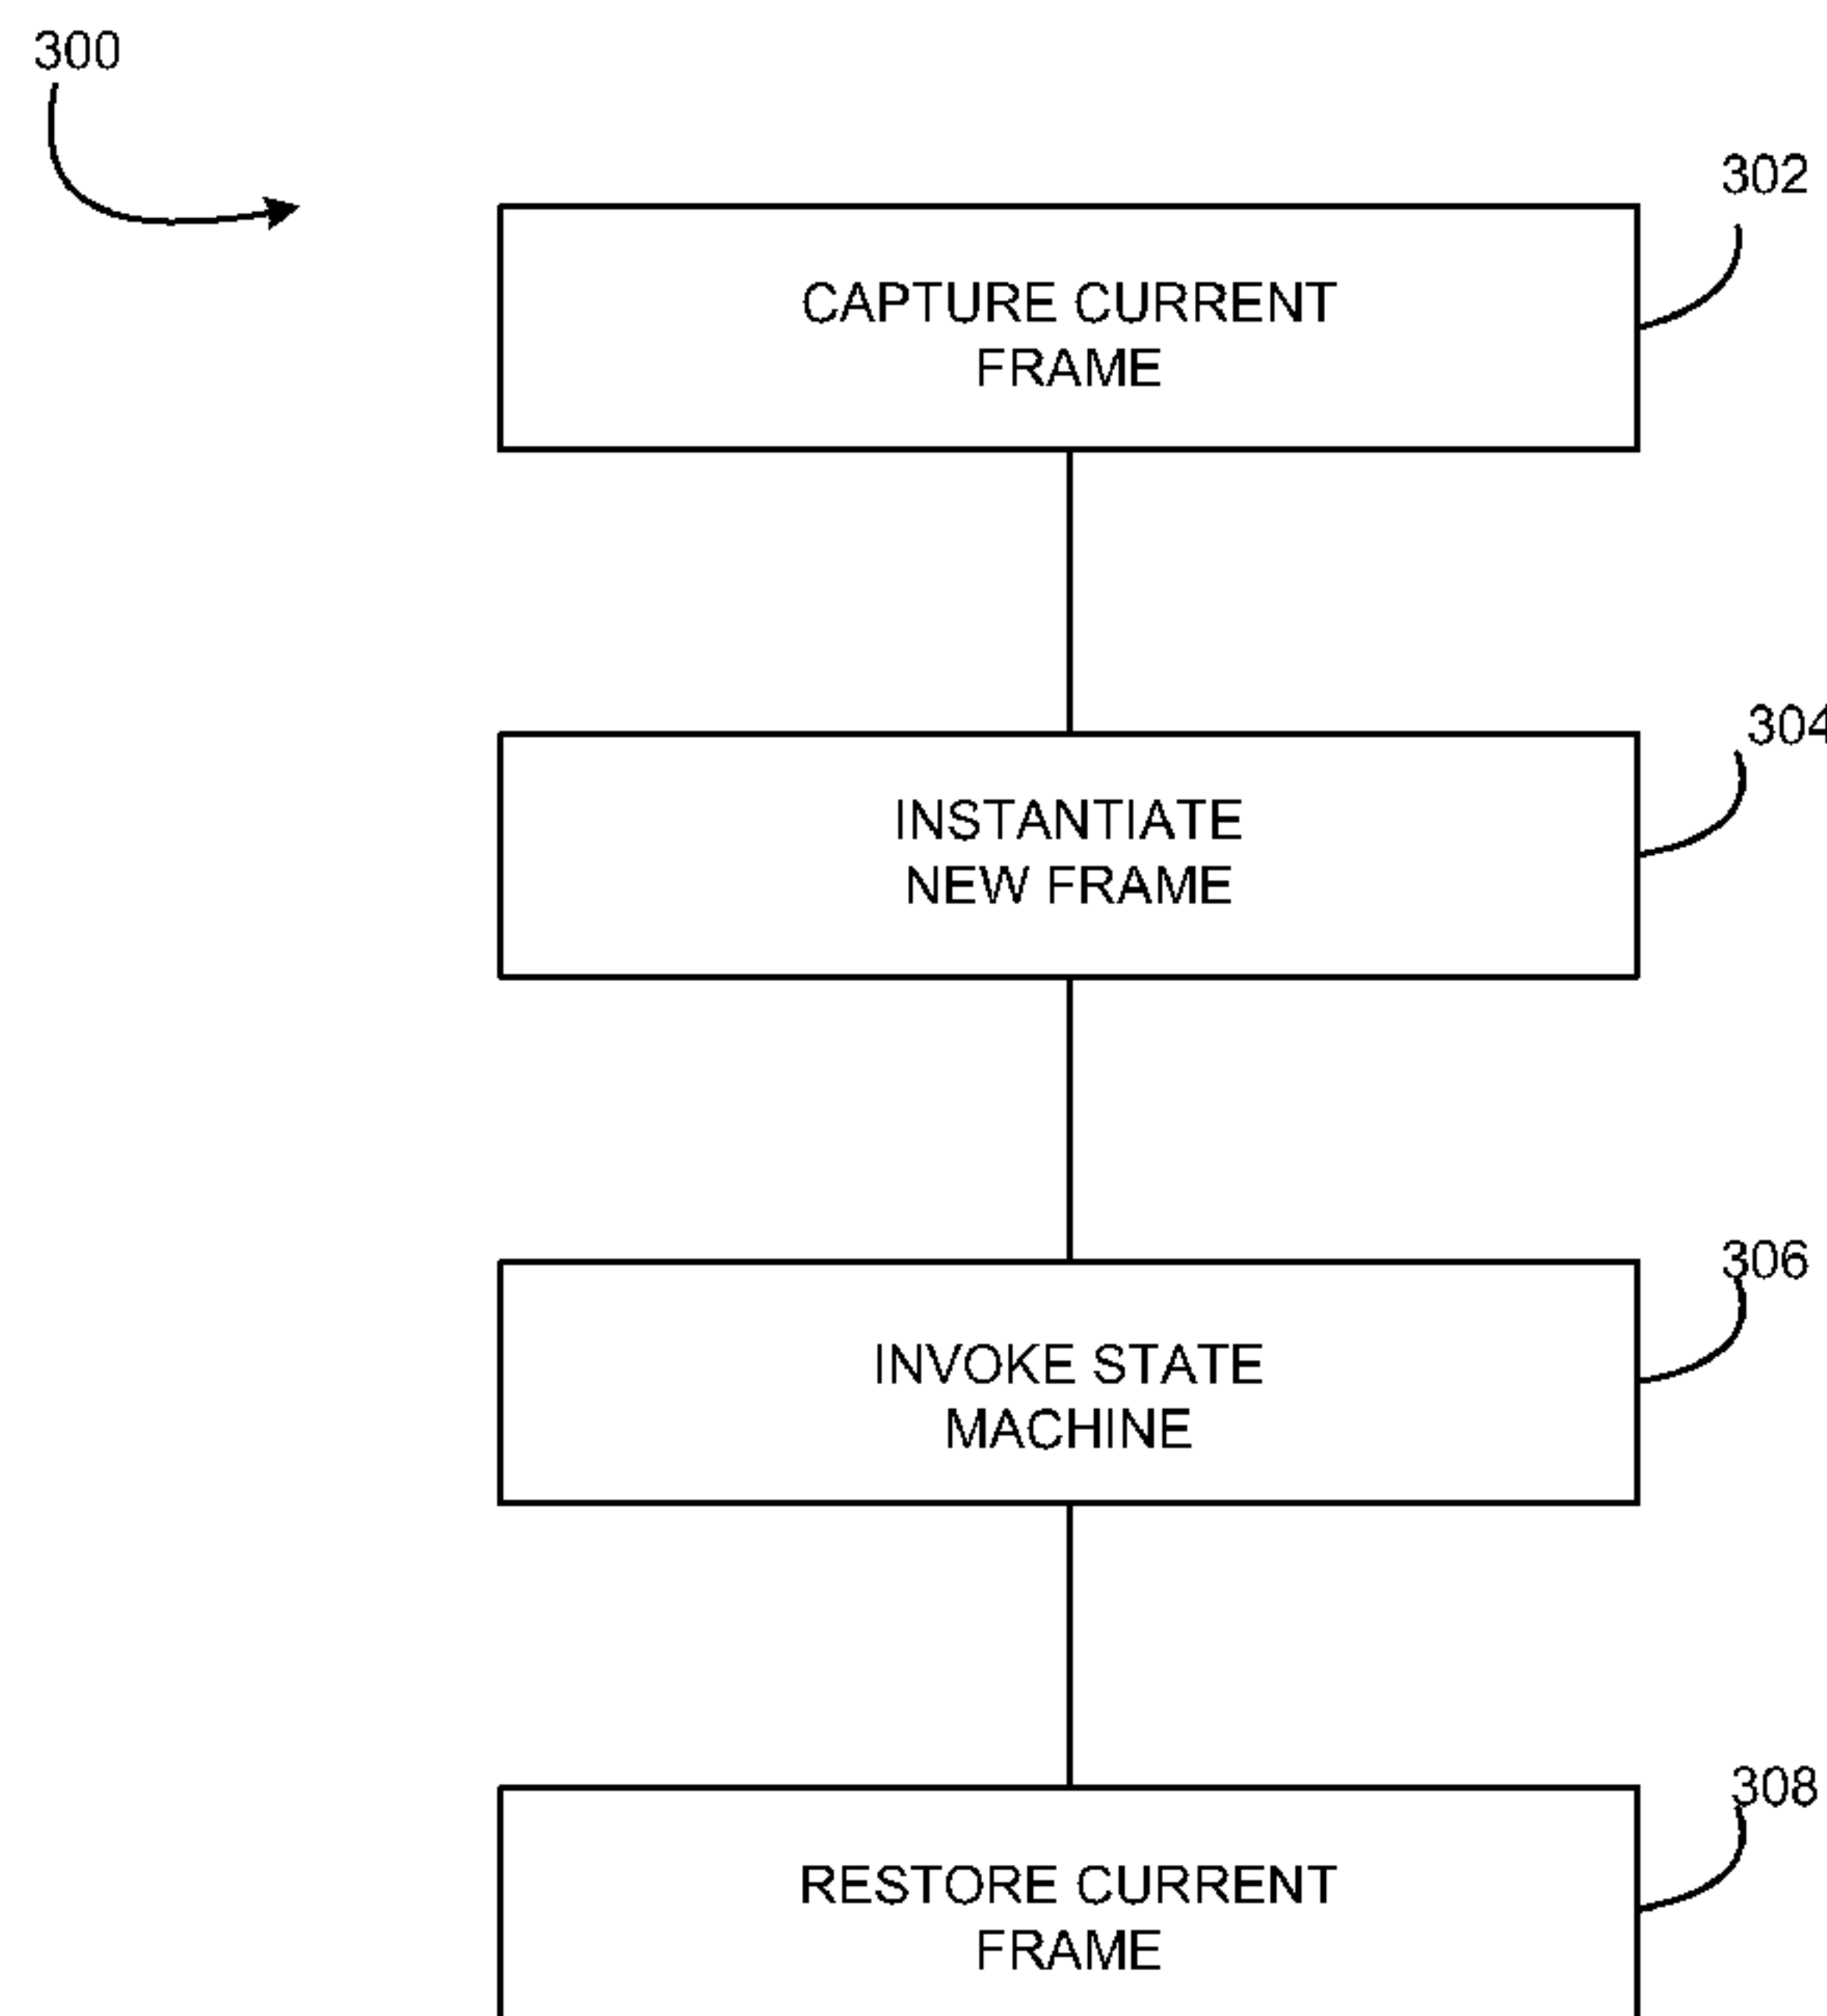 300
302
CAPTURE CURRENT
FRAME
304
INSTANTIATE
NEW FRAME
306
INVOKE STATE
MACHINE
308
RESTORE CURRENT
FRAME